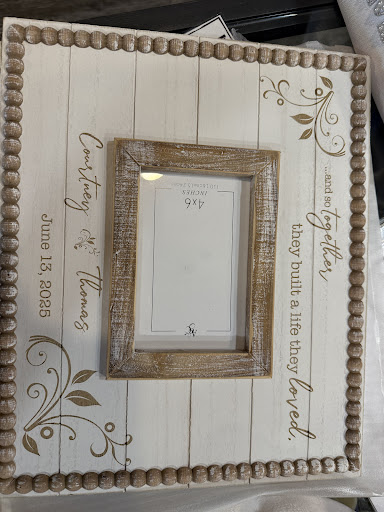 ...and so together
they built a life they loved.
4x6
INCHES
Courtney & Thomas
June 13, 2025